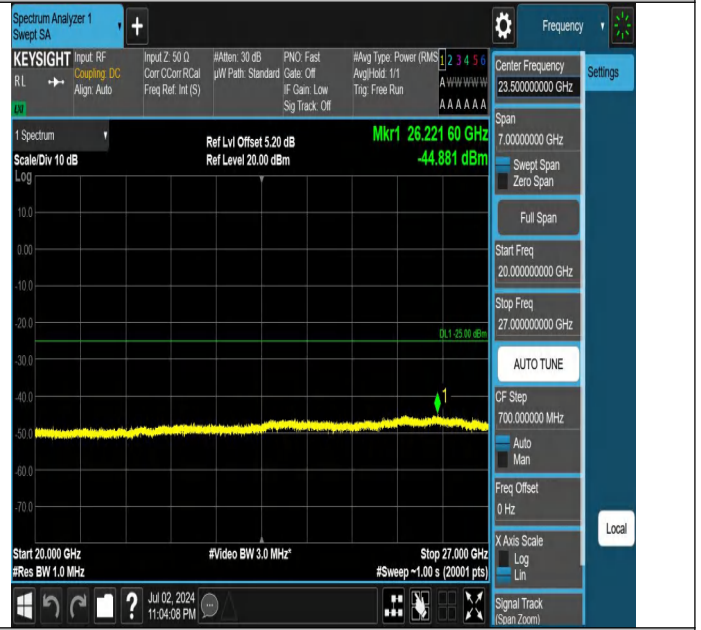 Spectrum Analyzer 1
Swept SA
Frequency
KEYSIGHT
RL
Input: RF
Coupling: DC
Align: Auto
Input Z: 50 Ω
Corr CCorr RCal
Freq Ref: Int (S)
#Atten: 30 dB
µW Path: Standard
PNO: Fast
Gate: Off
IF Gain: Low
Sig Track: Off
#Avg Type: Power (RMS
Avg|Hold: 1/1
Trig: Free Run
1 2 3 4 5 6
A W W W W W
A A A A A A
1 Spectrum
Scale/Div 10 dB
Log
Ref Lvl Offset 5.20 dB
Ref Level 20.00 dBm
Mkr1 26.221 60 GHz
-44.881 dBm
10.0
0.00
-10.0
-20.0
DL1 -25.00 dBm
-30.0
-40.0
1
-50.0
-60.0
-70.0
Start 20.000 GHz
#Res BW 1.0 MHz
#Video BW 3.0 MHz*
Stop 27.000 GHz
#Sweep ~1.00 s (20001 pts)
Center Frequency
23.500000000 GHz
Settings
Span
7.00000000 GHz
Swept Span
Zero Span
Full Span
Start Freq
20.000000000 GHz
Stop Freq
27.000000000 GHz
AUTO TUNE
CF Step
700.000000 MHz
Auto
Man
Freq Offset
0 Hz
X Axis Scale
Log
Lin
Local
Signal Track
(Span Zoom)
?
Jul 02, 2024
11:04:08 PM